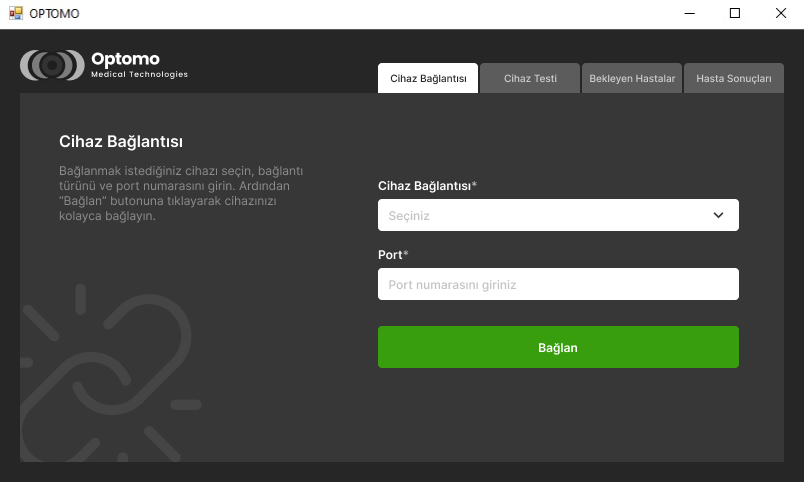 OPTOMO
Optomo
Medical Technologies
Cihaz Bağlantısı
Cihaz Testi
Bekleyen Hastalar
Hasta Sonuçları
Cihaz Bağlantısı
Bağlanmak istediğiniz cihazı seçin, bağlantı
türünü ve port numarasını girin. Ardından
“Bağlan” butonuna tıklayarak cihazınızı
kolayca bağlayın.
Cihaz Bağlantısı*
Seçiniz
Port*
Port numarasını giriniz
Bağlan